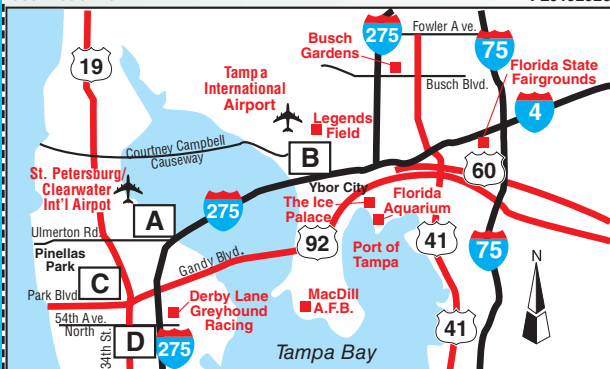 275
Fowler A ve.
75
19
Busch
Gardens
Florida State
Fairgrounds
Tampa
International
Airport
Busch Blvd.
4
Legends
Field
Courtney Campbell
Causeway
B
60
St. Petersburg/
Clearwater
Int'l Airpot
Ybor City
The Ice
Palace
Florida
Aquarium
A
275
Ulmerton Rd.
Pinellas
Park
92
41
75
Port of
Tampa
Gandy Blvd.
C
Park Blvd.
Derby Lane
Greyhound
Racing
MacDill
A.F.B.
N
54th Ave.
North
34th St.
D
275
41
Tampa Bay